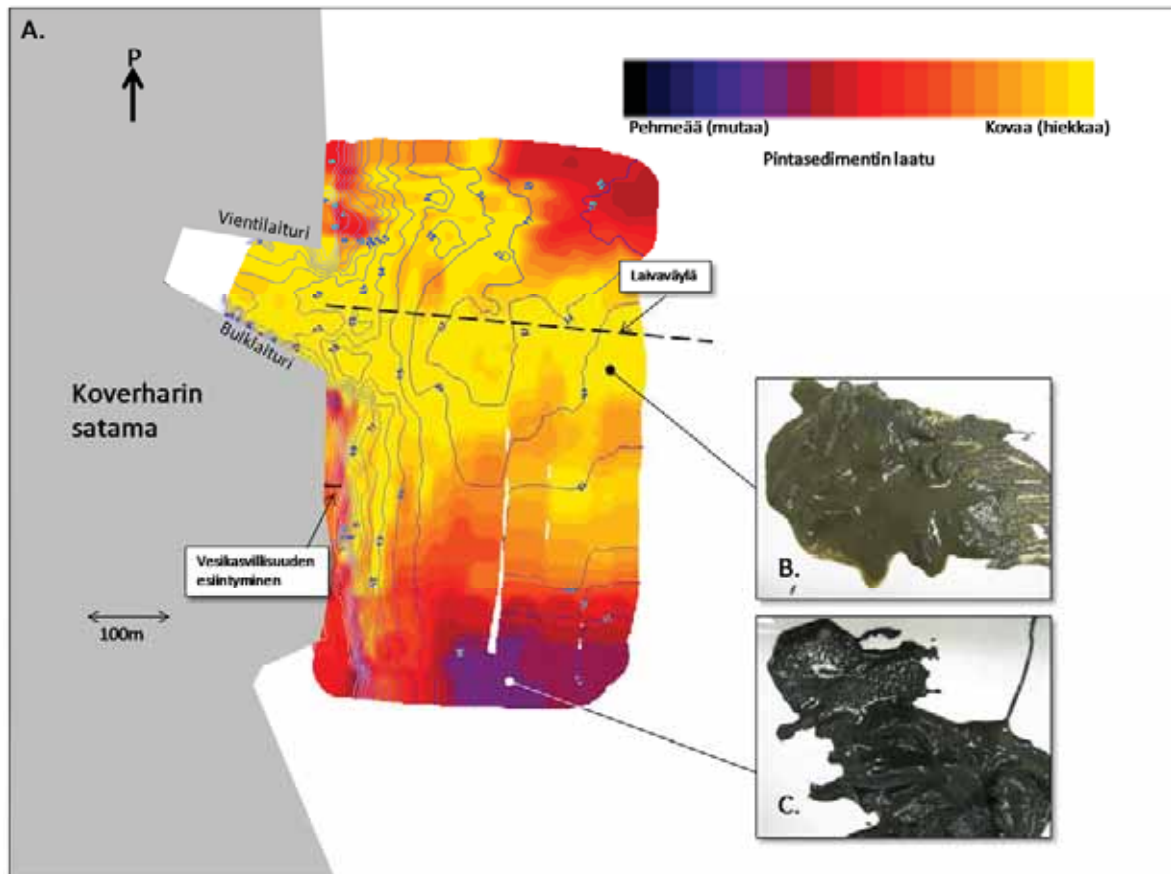 A.
P
Pehmeää (mutaa)
Kovaa (hiekkaa)
Pintasedimentin laatu
Vientilaituri
Laivaväylä
Bulklaituri
Koverharin
satama
Vesikasvillisuuden
esiintyminen
100m
B.
C.